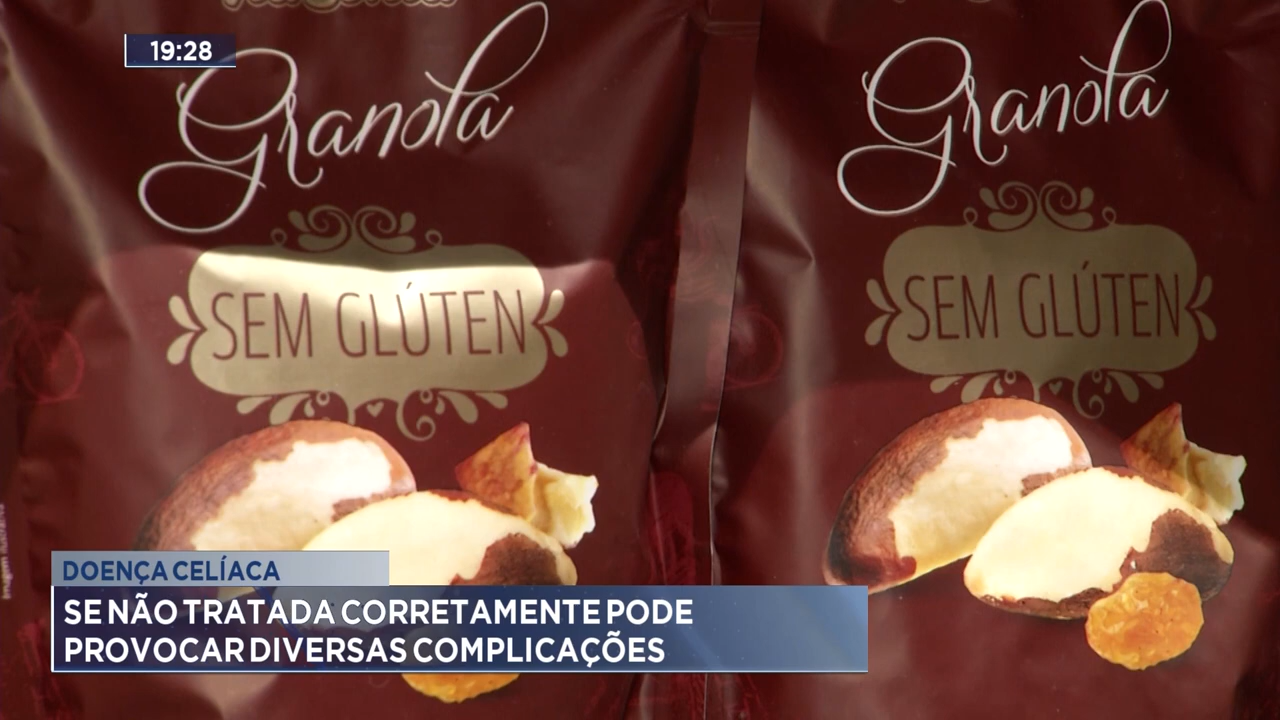 19:28
Granola
SEM GLÚTEN
Granola
SEM GLÚTEN
DOENÇA CELÍACA
SE NÃO TRATADA CORRETAMENTE PODE
PROVOCAR DIVERSAS COMPLICAÇÕES